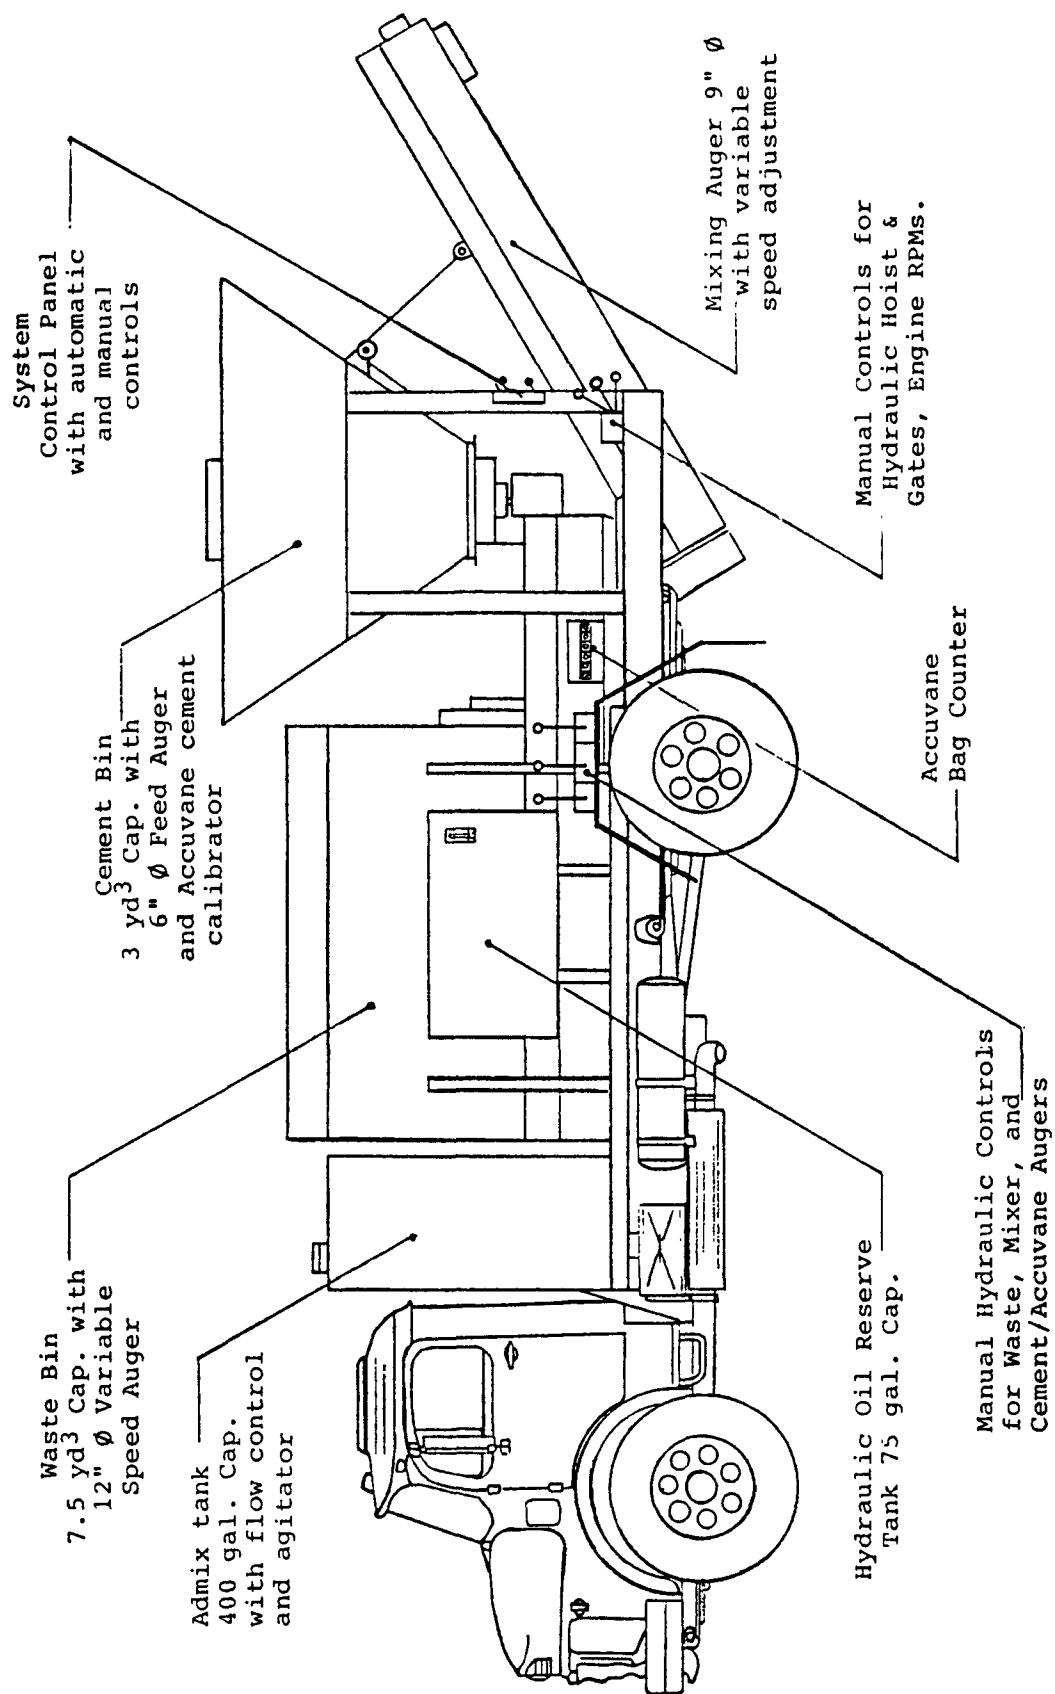 Waste Bin
7.5 yd³ Cap. with
12" Ø Variable
Speed Auger
Admix tank
400 gal. Cap.
with flow control
and agitator
Cement Bin
3 yd³ Cap. with
6" Ø Feed Auger
and Accuvane cement
calibrator
System
Control Panel
with automatic
and manual
controls
Hydraulic Oil Reserve
Tank 75 gal. Cap.
Manual Hydraulic Controls
for Waste, Mixer, and
Cement/Accuvane Augers
Accuvane
Bag Counter
Manual Controls for
Hydraulic Hoist &
Gates, Engine RPMs.
Mixing Auger 9" Ø
with variable
speed adjustment